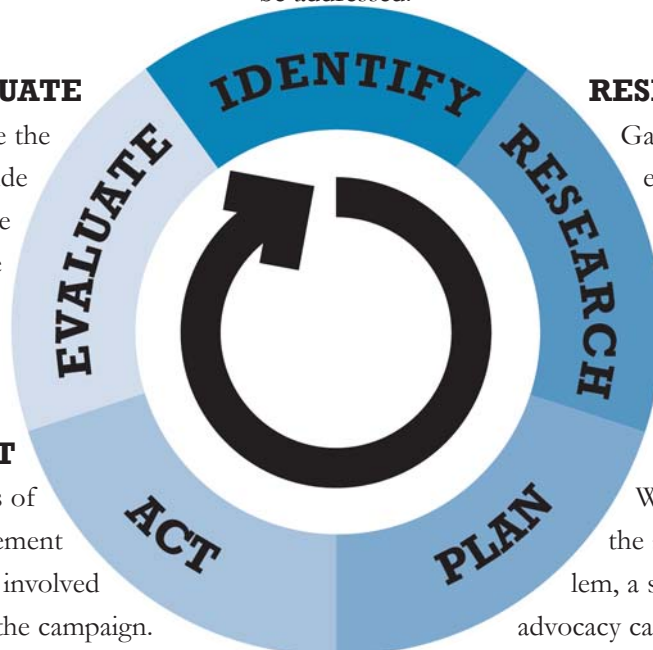 be addressed.
IDENTIFY
RESEARCH
PLAN
ACT
EVALUATE
UATE
e the
de
T
s of
ement
involved
the campaign.
RES
Ga
W
the
lem, a s
advocacy ca